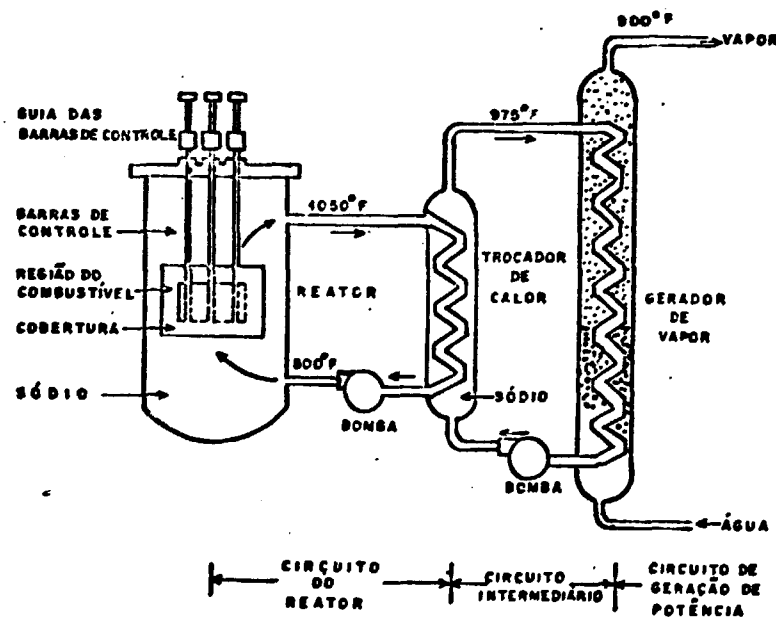 900°F
VAPOR
GUIA DAS
BARRAS DE CONTROLE
975°F
1050°F
BARRAS DE
CONTROLE
TROCADOR
DE
CALOR
REGIÃO DO
COMBUSTÍVEL
REATOR
GERADOR
DE
VAPOR
COBERTURA
800°F
SÓDIO
SÓDIO
BOMBA
BOMBA
ÁGUA
CIRÇUITO
DO
REATOR
CIRCUITO
INTERMEDIÁRIO
CIRCUITO DE
GERAÇÃO DE
POTÊNCIA